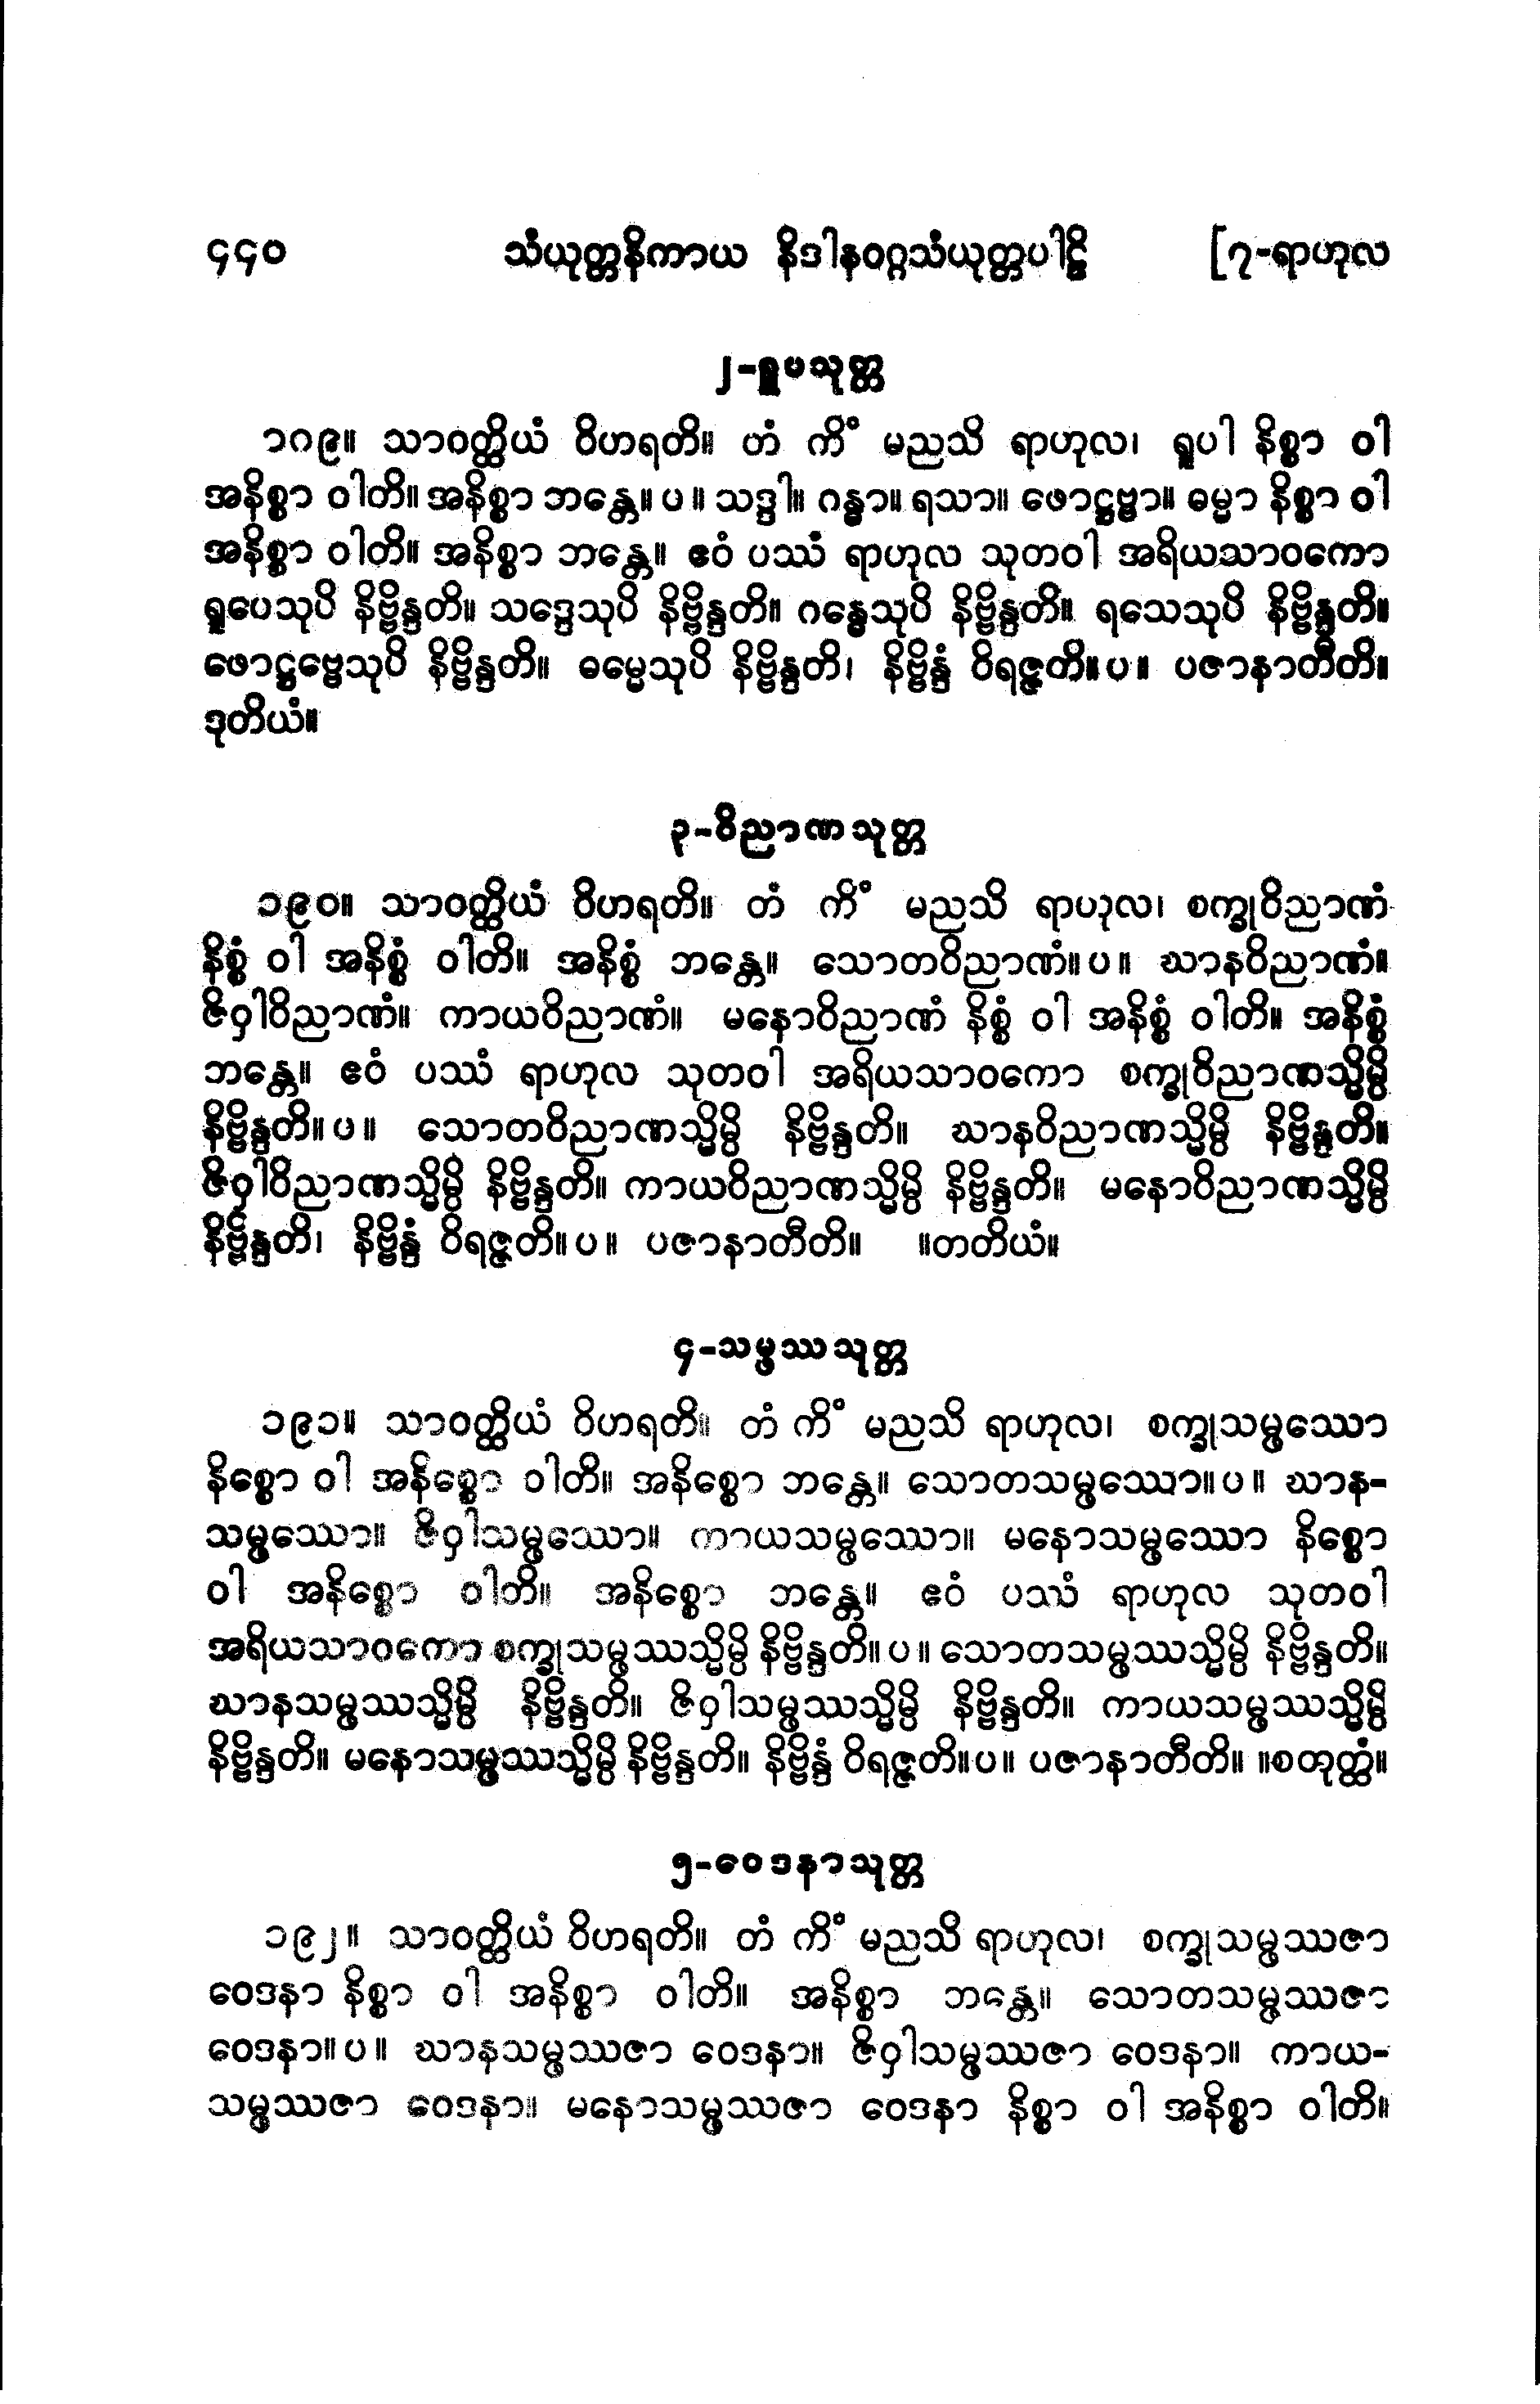 ၄၄၀ သံယုတ္တနိကာယ နိဒါနဝဂ္ဂသံယုတ္တပါဠိ [၇-ရာဟုလ
၂-ရူပသုတ္တ
၁၈၉။ သာဝတ္ထိယံ ဝိဟရတိ။ တံ ကိံ မညသိ ရာဟုလ၊ ရူပါ နိစ္စာ ဝါ
အနိစ္စာ ဝါတိ။ အနိစ္စာ ဘန္တေ။ ပ။ သဒ္ဒါ။ ဂန္ဓာ။ ရသာ။ ဖောဋ္ဌဗ္ဗာ။ ဓမ္မာ နိစ္စာ ဝါ
အနိစ္စာ ဝါတိ။ အနိစ္စာ ဘန္တေ။ ဧဝံ ပဿံ ရာဟုလ သုတဝါ အရိယသာဝကော
ရူပေသုပိ နိဗ္ဗိန္ဒတိ။ သဒ္ဒေသုပိ နိဗ္ဗိန္ဒတိ။ ဂန္ဓေသုပိ နိဗ္ဗိန္ဒတိ။ ရသေသုပိ နိဗ္ဗိန္ဒတိ။
ဖောဋ္ဌဗ္ဗေသုပိ နိဗ္ဗိန္ဒတိ။ ဓမ္မေသုပိ နိဗ္ဗိန္ဒတိ၊ နိဗ္ဗိန္ဒံ ဝိရဇ္ဇတိ။ပ။ ပဇာနာတီတိ။
ဒုတိယံ။
၃-ဝိညာဏသုတ္တ
၁၉၀။ သာဝတ္ထိယံ ဝိဟရတိ။ တံ ကိံ မညသိ ရာဟုလ၊ စက္ခုဝိညာဏံ
နိစ္စံ ဝါ အနိစ္စံ ဝါတိ။ အနိစ္စံ ဘန္တေ။ သောတဝိညာဏံ။ပ။ ဃာနဝိညာဏံ။
ဇိဝှါဝိညာဏံ။ ကာယဝိညာဏံ။ မနောဝိညာဏံ နိစ္စံ ဝါ အနိစ္စံ ဝါတိ။ အနိစ္စံ
ဘန္တေ။ ဧဝံ ပဿံ ရာဟုလ သုတဝါ အရိယသာဝကော စက္ခုဝိညာဏသ္မိမ္ပိ
နိဗ္ဗိန္ဒတိ။ပ။ သောတဝိညာဏသ္မိမ္ပိ နိဗ္ဗိန္ဒတိ။ ဃာနဝိညာဏသ္မိမ္ပိ နိဗ္ဗိန္ဒတိ။
ဇိဝှါဝိညာဏသ္မိမ္ပိ နိဗ္ဗိန္ဒတိ။ ကာယဝိညာဏသ္မိမ္ပိ နိဗ္ဗိန္ဒတိ။ မနောဝိညာဏသ္မိမ္ပိ
နိဗ္ဗိန္ဒတိ၊ နိဗ္ဗိန္ဒံ ဝိရဇ္ဇတိ။ပ။ ပဇာနာတီတိ။ ။တတိယံ။
၄-သမ္ဖဿသုတ္တ
၁၉၁။ သာဝတ္ထိယံ ဝိဟရတိ။ တံ ကိံ မညသိ ရာဟုလ၊ စက္ခုသမ္ဖဿော
နိစ္စော ဝါ အနိစ္စော ဝါတိ။ အနိစ္စော ဘန္တေ။ သောတသမ္ဖဿော။ပ။ ဃာန-
သမ္ဖဿော။ ဇိဝှါသမ္ဖဿော။ ကာယသမ္ဖဿော။ မနောသမ္ဖဿော နိစ္စော
ဝါ အနိစ္စော ဝါတိ။ အနိစ္စော ဘန္တေ။ ဧဝံ ပဿံ ရာဟုလ သုတဝါ
အရိယသာဝကော စက္ခုသမ္ဖဿသ္မိမ္ပိ နိဗ္ဗိန္ဒတိ။ပ။ သောတသမ္ဖဿသ္မိမ္ပိ နိဗ္ဗိန္ဒတိ။
ဃာနသမ္ဖဿသ္မိမ္ပိ နိဗ္ဗိန္ဒတိ။ ဇိဝှါသမ္ဖဿသ္မိမ္ပိ နိဗ္ဗိန္ဒတိ။ ကာယသမ္ဖဿသ္မိမ္ပိ
နိဗ္ဗိန္ဒတိ။ မနောသမ္ဖဿသ္မိမ္ပိ နိဗ္ဗိန္ဒတိ။ နိဗ္ဗိန္ဒံ ဝိရဇ္ဇတိ။ပ။ ပဇာနာတီတိ။ ။စတုတ္ထံ။
၅-ဝေဒနာသုတ္တ
၁၉၂။ သာဝတ္ထိယံ ဝိဟရတိ။ တံ ကိံ မညသိ ရာဟုလ၊ စက္ခုသမ္ဖဿဇာ
ဝေဒနာ နိစ္စာ ဝါ အနိစ္စာ ဝါတိ။ အနိစ္စာ ဘန္တေ။ သောတသမ္ဖဿဇာ
ဝေဒနာ။ပ။ ဃာနသမ္ဖဿဇာ ဝေဒနာ။ ဇိဝှါသမ္ဖဿဇာ ဝေဒနာ။ ကာယ-
သမ္ဖဿဇာ ဝေဒနာ။ မနောသမ္ဖဿဇာ ဝေဒနာ နိစ္စာ ဝါ အနိစ္စာ ဝါတိ။